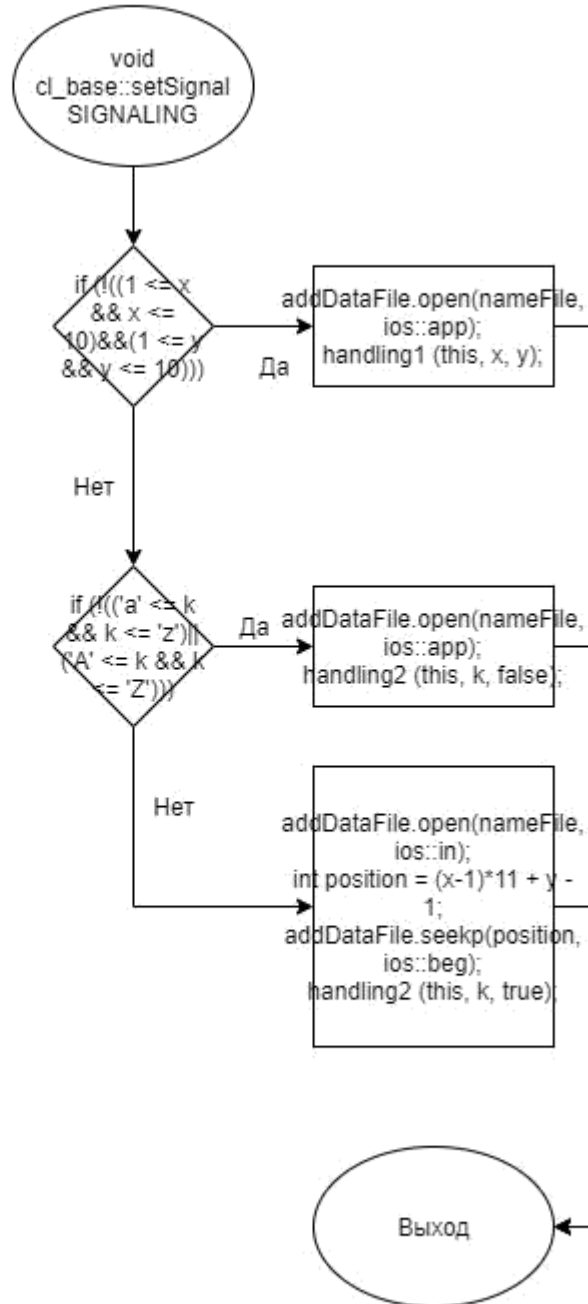 void
cl_base::setSignal
SIGNALING
if (!((1 <= x
&& x <=
10)&&(1 <= y
&& y <= 10)))
Да
addDataFile.open(nameFile,
ios::app);
handling1 (this, x, y);
Нет
if (!(('a' <= k
&& k <= 'z')||
('A' <= k && k
<= 'Z')))
Да
addDataFile.open(nameFile,
ios::app);
handling2 (this, k, false);
Нет
addDataFile.open(nameFile,
ios::in);
int position = (x-1)*11 + y -
1;
addDataFile.seekp(position,
ios::beg);
handling2 (this, k, true);
Выход